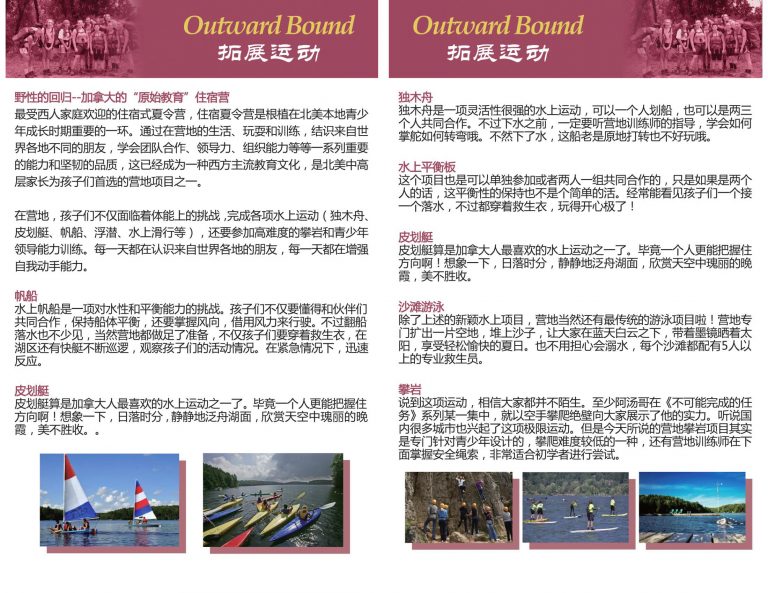 Outward Bound
拓展运动
野性的回归--加拿大的“原始教育”住宿营
最受西人家庭欢迎的住宿式夏令营，住宿夏令营是根植在北美本地青少
年成长时期重要的一环。通过在营地的生活、玩耍和训练，结识来自世
界各地不同的朋友，学会团队合作、领导力、组织能力等等一系列重要
的能力和坚韧的品质，这已经成为一种西方主流教育文化，是北美中高
层家长为孩子们首选的营地项目之一。
在营地，孩子们不仅面临着体能上的挑战,完成各项水上运动（独木舟、
皮划艇、帆船、浮潜、水上滑行等），还要参加高难度的攀岩和青少年
领导能力训练。每一天都在认识来自世界各地的朋友，每一天都在增强
自我动手能力。
帆船
水上帆船是一项对水性和平衡能力的挑战。孩子们不仅要懂得和伙伴们
共同合作，保持船体平衡，还要掌握风向，借用风力来行驶。不过翻船
落水也不少见，当然营地都做足了准备，不仅孩子们要穿着救生衣，在
湖区还有快艇不断巡逻，观察孩子们的活动情况。在紧急情况下，迅速
反应。
皮划艇
皮划艇算是加拿大人最喜欢的水上运动之一了。毕竟一个人更能把握住
方向啊！想象一下，日落时分，静静地泛舟湖面，欣赏天空中瑰丽的晚
霞，美不胜收。。
Outward Bound
拓展运动
独木舟
独木舟是一项灵活性很强的水上运动，可以一个人划船，也可以是两三
个人共同合作。不过下水之前，一定要听营地训练师的指导，学会如何
掌舵如何转弯哦。不然下了水，这船老是原地打转也不好玩哦。
水上平衡板
这个项目也是可以单独参加或者两人一组共同合作的，只是如果是两个
人的话，这平衡性的保持也不是个简单的活。经常能看见孩子们一个接
一个落水，不过都穿着救生衣，玩得开心极了！
皮划艇
皮划艇算是加拿大人最喜欢的水上运动之一了。毕竟一个人更能把握住
方向啊！想象一下，日落时分，静静地泛舟湖面，欣赏天空中瑰丽的晚
霞，美不胜收。
沙滩游泳
除了上述的新颖水上项目，营地当然还有最传统的游泳项目啦！营地专
门扩出一片空地，堆上沙子，让大家在蓝天白云之下，带着墨镜晒着太
阳，享受轻松愉快的夏日。也不用担心会溺水，每个沙滩都配有5人以
上的专业救生员。
攀岩
说到这项运动，相信大家都并不陌生。至少阿汤哥在《不可能完成的任
务》系列某一集中，就以空手攀爬绝壁向大家展示了他的实力。听说国
内很多城市也兴起了这项极限运动。但是今天所说的营地攀岩项目其实
是专门针对青少年设计的，攀爬难度较低的一种，还有营地训练师在下
面掌握安全绳索，非常适合初学者进行尝试。